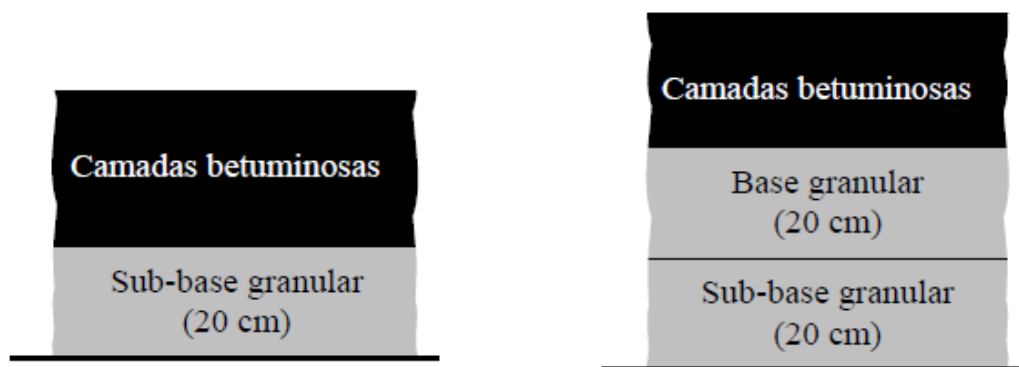 Camadas betuminosas
Sub-base granular
(20 cm)
Camadas betuminosas
Base granular
(20 cm)
Sub-base granular
(20 cm)